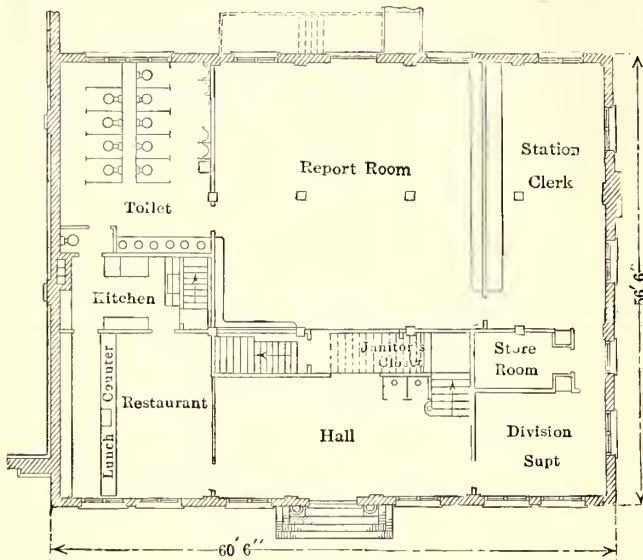 Report Room
Station
Clerk
Toilet
56' 6"
Kitchen
Janitor's
Closet
Store
Room
Lunch Counter
Restaurant
Hall
Division
Supt
60' 6"